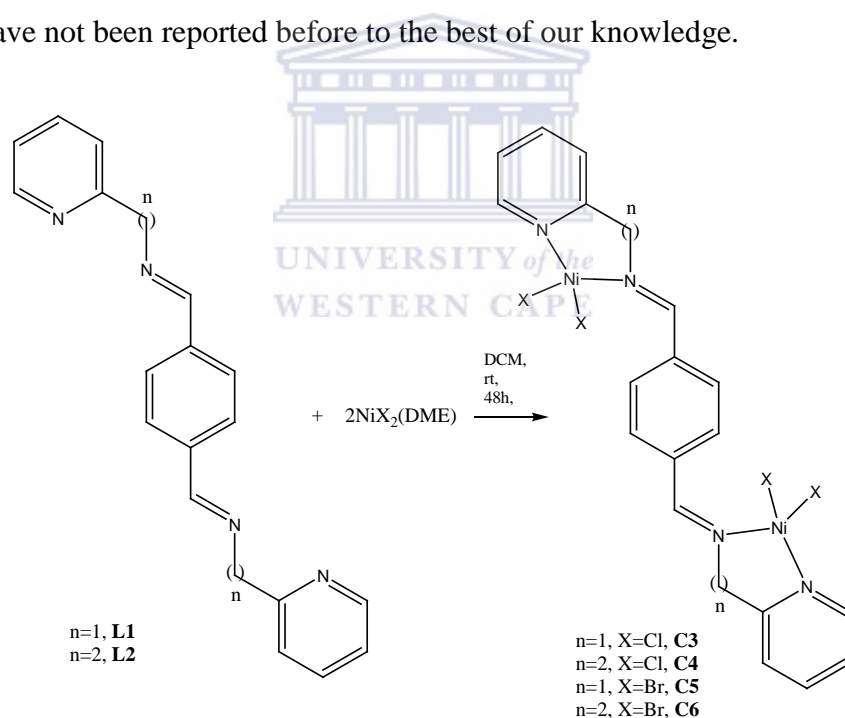 ave not been reported before to the best of our knowledge.
UNIVERSITY of the
WESTERN CAPE
n
()
N
N
N
()
n
N
n=1, L1
n=2, L2
+ 2NiX2(DME)
DCM,
rt,
48h,
n
()
N
Ni
N
X
X
X
X
Ni
N
N
()
n
n=1, X=Cl, C3
n=2, X=Cl, C4
n=1, X=Br, C5
n=2, X=Br, C6